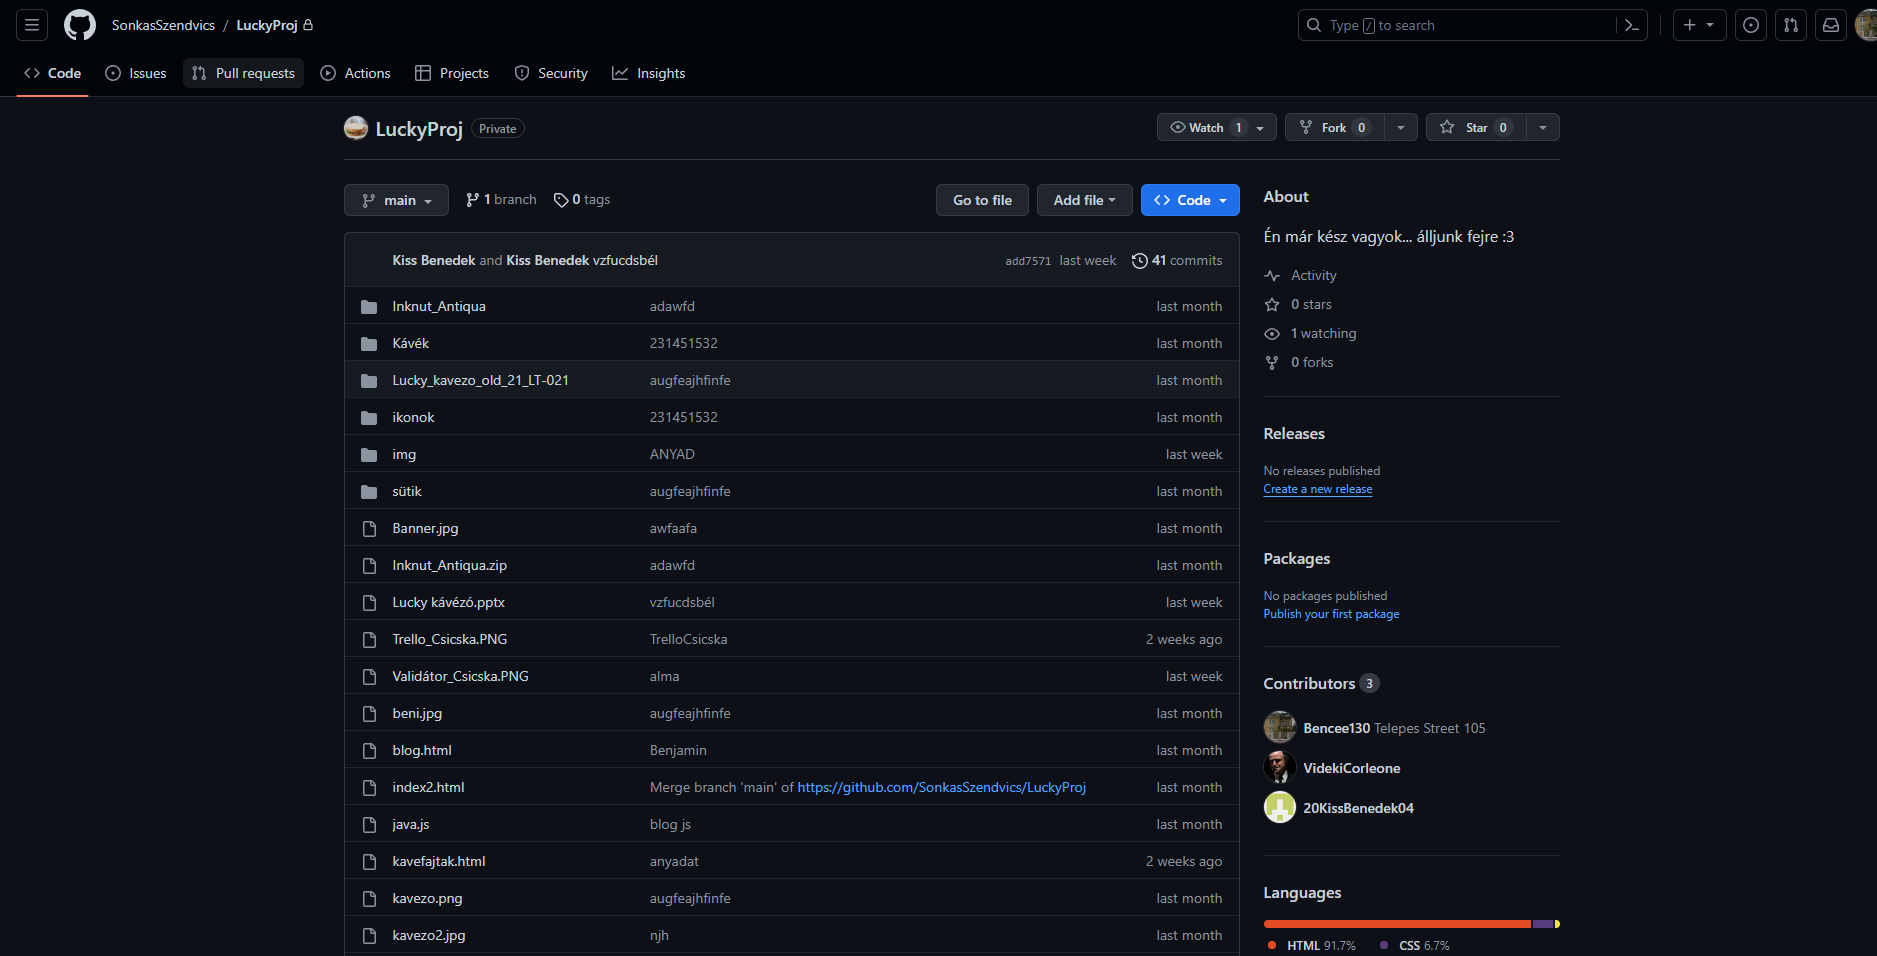 SonkasSzendvics / LuckyProj
Type / to search
Code Issues Pull requests Actions Projects Security Insights
LuckyProj Private
Watch 1 Fork 0 Star 0
main 1 branch 0 tags Go to file Add file Code
Kiss Benedek and Kiss Benedek vzfucdsbél add7571 last week 41 commits
Inknut_Antiqua adawfd last month
Kávék 231451532 last month
Lucky_kavezo_old_21_LT-021 augfeajhfinfe last month
ikonok 231451532 last month
img ANYAD last week
sütik augfeajhfinfe last month
Banner.jpg awfaafa last month
Inknut_Antiqua.zip adawfd last month
Lucky kávézó.pptx vzfucdsbél last week
Trello_Csicska.PNG TrelloCsicska 2 weeks ago
Validátor_Csicska.PNG alma last week
beni.jpg augfeajhfinfe last month
blog.html Benjamin last month
index2.html Merge branch 'main' of https://github.com/SonkasSzendvics/LuckyProj last month
java.js blog js last month
kavefajtak.html anyadat 2 weeks ago
kavezo.png augfeajhfinfe last month
kavezo2.jpg njh last month
About
Én már kész vagyok... álljunk fejre :3
Activity
0 stars
1 watching
0 forks
Releases
No releases published
Create a new release
Packages
No packages published
Publish your first package
Contributors 3
Bencee130 Telepes Street 105
VidekiCorleone
20KissBenedek04
Languages
HTML 91.7% CSS 6.7%